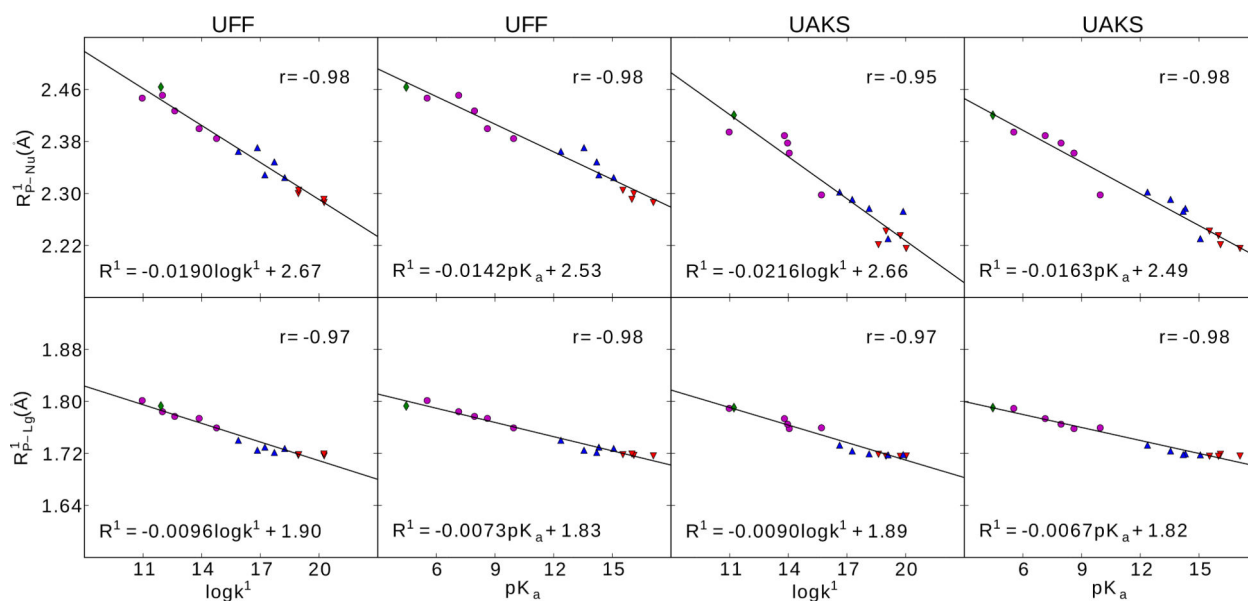 UFF UFF UAKS UAKS
r= -0.98 r= -0.98 r= -0.95 r= -0.98
2.46
2.38
2.30
2.22
R¹P−Nu(Å)
R¹ = -0.0190logk¹ + 2.67 R¹ = -0.0142pKₐ + 2.53 R¹ = -0.0216logk¹ + 2.66 R¹ = -0.0163pKₐ + 2.49
r= -0.97 r= -0.98 r= -0.97 r= -0.98
1.88
1.80
1.72
1.64
R¹P−Lg(Å)
R¹ = -0.0096logk¹ + 1.90 R¹ = -0.0073pKₐ + 1.83 R¹ = -0.0090logk¹ + 1.89 R¹ = -0.0067pKₐ + 1.82
11 14 17 20 6 9 12 15 11 14 17 20 6 9 12 15
logk¹ pKₐ logk¹ pKₐ